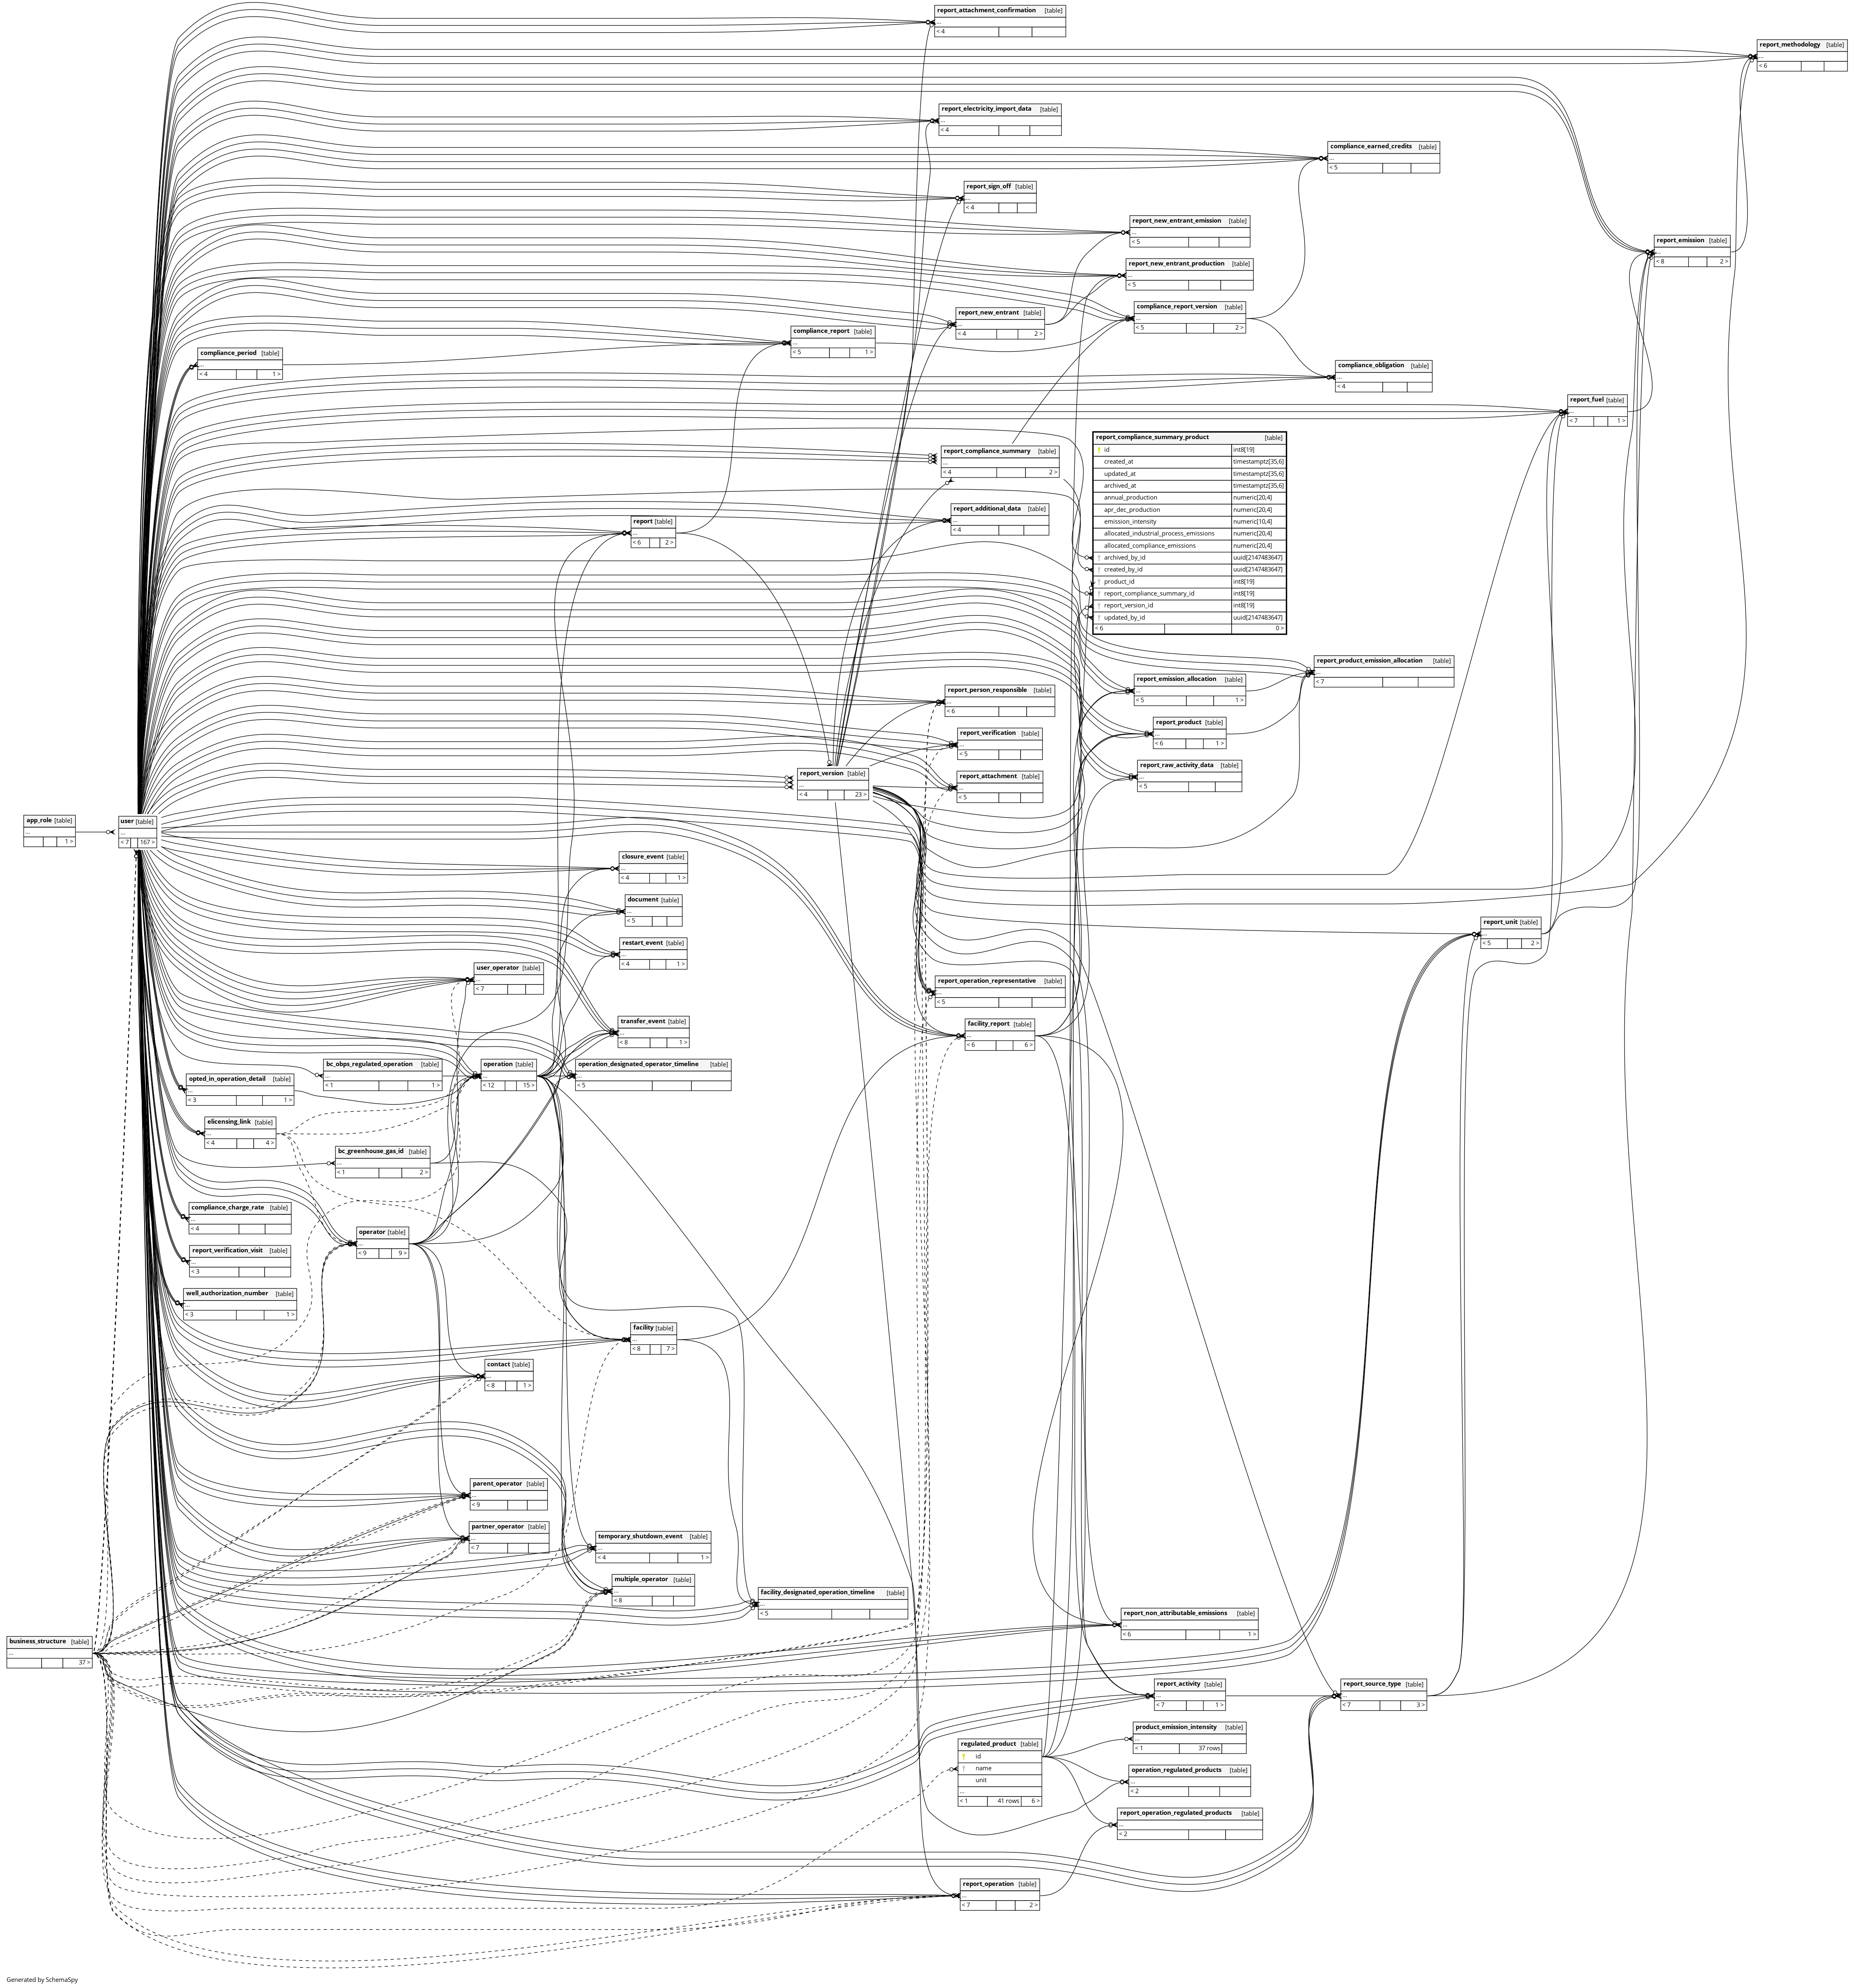 report_attachment_confirmation [table]
...
< 4
report_methodology [table]
...
< 6
report_electricity_import_data [table]
...
< 4
compliance_earned_credits [table]
...
< 5
report_sign_off [table]
...
< 4
report_new_entrant_emission [table]
...
< 5
report_emission [table]
...
< 8 2 >
report_new_entrant_production [table]
...
< 5
compliance_report_version [table]
...
< 5 2 >
report_new_entrant [table]
...
< 4 2 >
compliance_report [table]
...
< 5 1 >
compliance_period [table]
...
< 4 1 >
compliance_obligation [table]
...
< 4
report_fuel [table]
...
< 7 1 >
report_compliance_summary_product [table]
id int8[19]
created_at timestamptz[35,6]
updated_at timestamptz[35,6]
archived_at timestamptz[35,6]
annual_production numeric[20,4]
apr_dec_production numeric[20,4]
emission_intensity numeric[10,4]
allocated_industrial_process_emissions numeric[20,4]
allocated_compliance_emissions numeric[20,4]
archived_by_id uuid[2147483647]
created_by_id uuid[2147483647]
product_id int8[19]
report_compliance_summary_id int8[19]
report_version_id int8[19]
updated_by_id uuid[2147483647]
< 6 0 >
report_compliance_summary [table]
...
< 4 2 >
report_additional_data [table]
...
< 4
report [table]
...
< 6 2 >
report_product_emission_allocation [table]
...
< 7
report_emission_allocation [table]
...
< 5 1 >
report_person_responsible [table]
...
< 6
report_product [table]
...
< 6 1 >
report_verification [table]
...
< 5
report_raw_activity_data [table]
...
< 5
report_version [table]
...
< 4 23 >
report_attachment [table]
...
< 5
app_role [table]
...
1 >
user [table]
...
< 7 167 >
closure_event [table]
...
< 4 1 >
document [table]
...
< 5
report_unit [table]
...
< 5 2 >
restart_event [table]
...
< 4 1 >
user_operator [table]
...
< 7
report_operation_representative [table]
...
< 5
transfer_event [table]
...
< 8 1 >
facility_report [table]
...
< 6 6 >
bc_obps_regulated_operation [table]
...
< 1 1 >
operation [table]
...
< 12 15 >
operation_designated_operator_timeline [table]
...
< 5
opted_in_operation_detail [table]
...
< 3 1 >
elicensing_link [table]
...
< 4 4 >
bc_greenhouse_gas_id [table]
...
< 1 2 >
compliance_charge_rate [table]
...
< 4
operator [table]
...
< 9 9 >
report_verification_visit [table]
...
< 3
well_authorization_number [table]
...
< 3 1 >
facility [table]
...
< 8 7 >
contact [table]
...
< 8 1 >
parent_operator [table]
...
< 9
partner_operator [table]
...
< 7
temporary_shutdown_event [table]
...
< 4 1 >
multiple_operator [table]
...
< 8
facility_designated_operation_timeline [table]
...
< 5
report_non_attributable_emissions [table]
...
< 6 1 >
business_structure [table]
...
37 >
report_activity [table]
...
< 7 1 >
report_source_type [table]
...
< 7 3 >
product_emission_intensity [table]
...
< 1 37 rows
regulated_product [table]
id
name
unit
...
< 1 41 rows 6 >
operation_regulated_products [table]
...
< 2
report_operation_regulated_products [table]
...
< 2
report_operation [table]
...
< 7 2 >
Generated by SchemaSpy